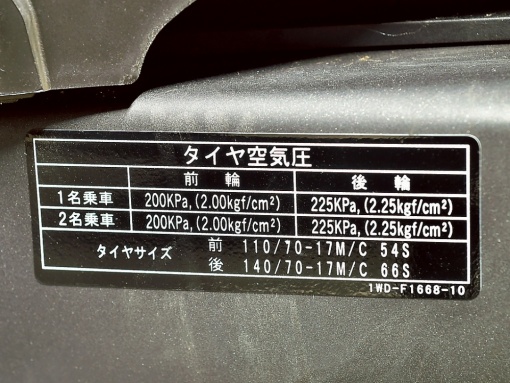 タイヤ空気圧
前輪 後輪
1名乗車 200KPa,(2.00kgf/cm²) 225KPa,(2.25kgf/cm²)
2名乗車 200KPa,(2.00kgf/cm²) 225KPa,(2.25kgf/cm²)
タイヤサイズ 前 110/70-17M/C 54S
後 140/70-17M/C 66S
1WD-F1668-10